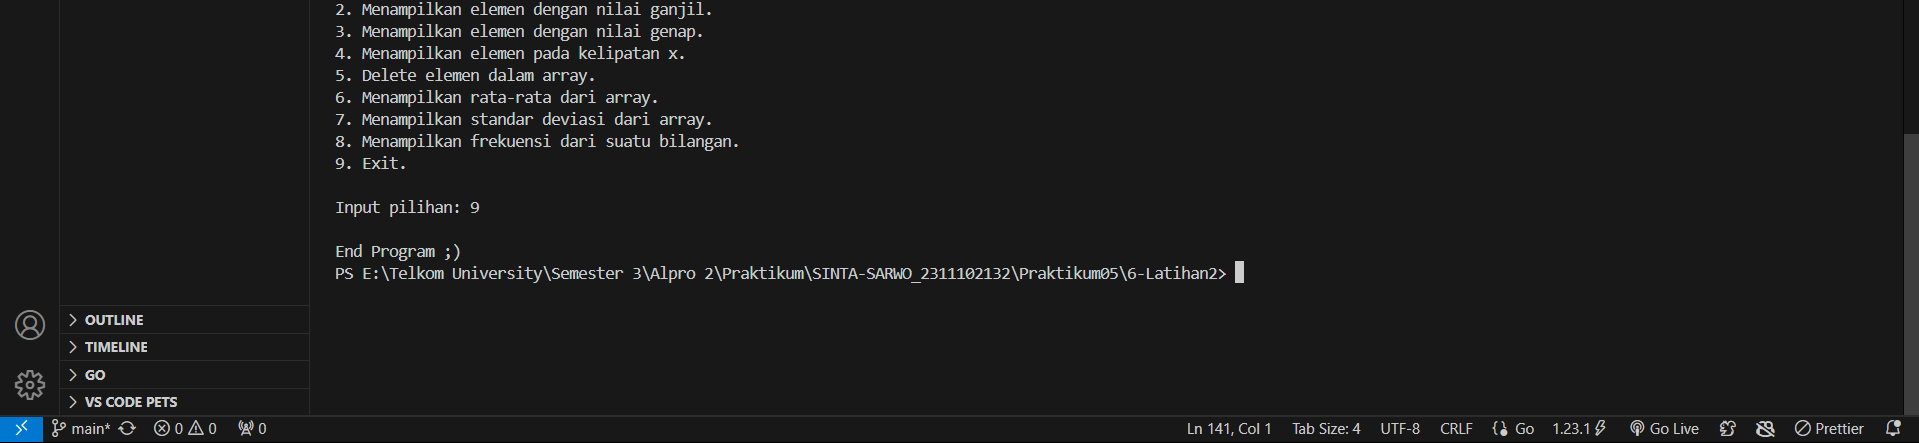 2. Menampilkan elemen dengan nilai ganjil.
3. Menampilkan elemen dengan nilai genap.
4. Menampilkan elemen pada kelipatan x.
5. Delete elemen dalam array.
6. Menampilkan rata-rata dari array.
7. Menampilkan standar deviasi dari array.
8. Menampilkan frekuensi dari suatu bilangan.
9. Exit.
Input pilihan: 9
End Program ;)
PS E:\Telkom University\Semester 3\Alpro 2\Praktikum\SINTA-SARWO_2311102132\Praktikum05\6-Latihan2>
OUTLINE
TIMELINE
GO
VS CODE PETS
main* 0 0 0 Ln 141, Col 1 Tab Size: 4 UTF-8 CRLF Go 1.23.1 Go Live Prettier